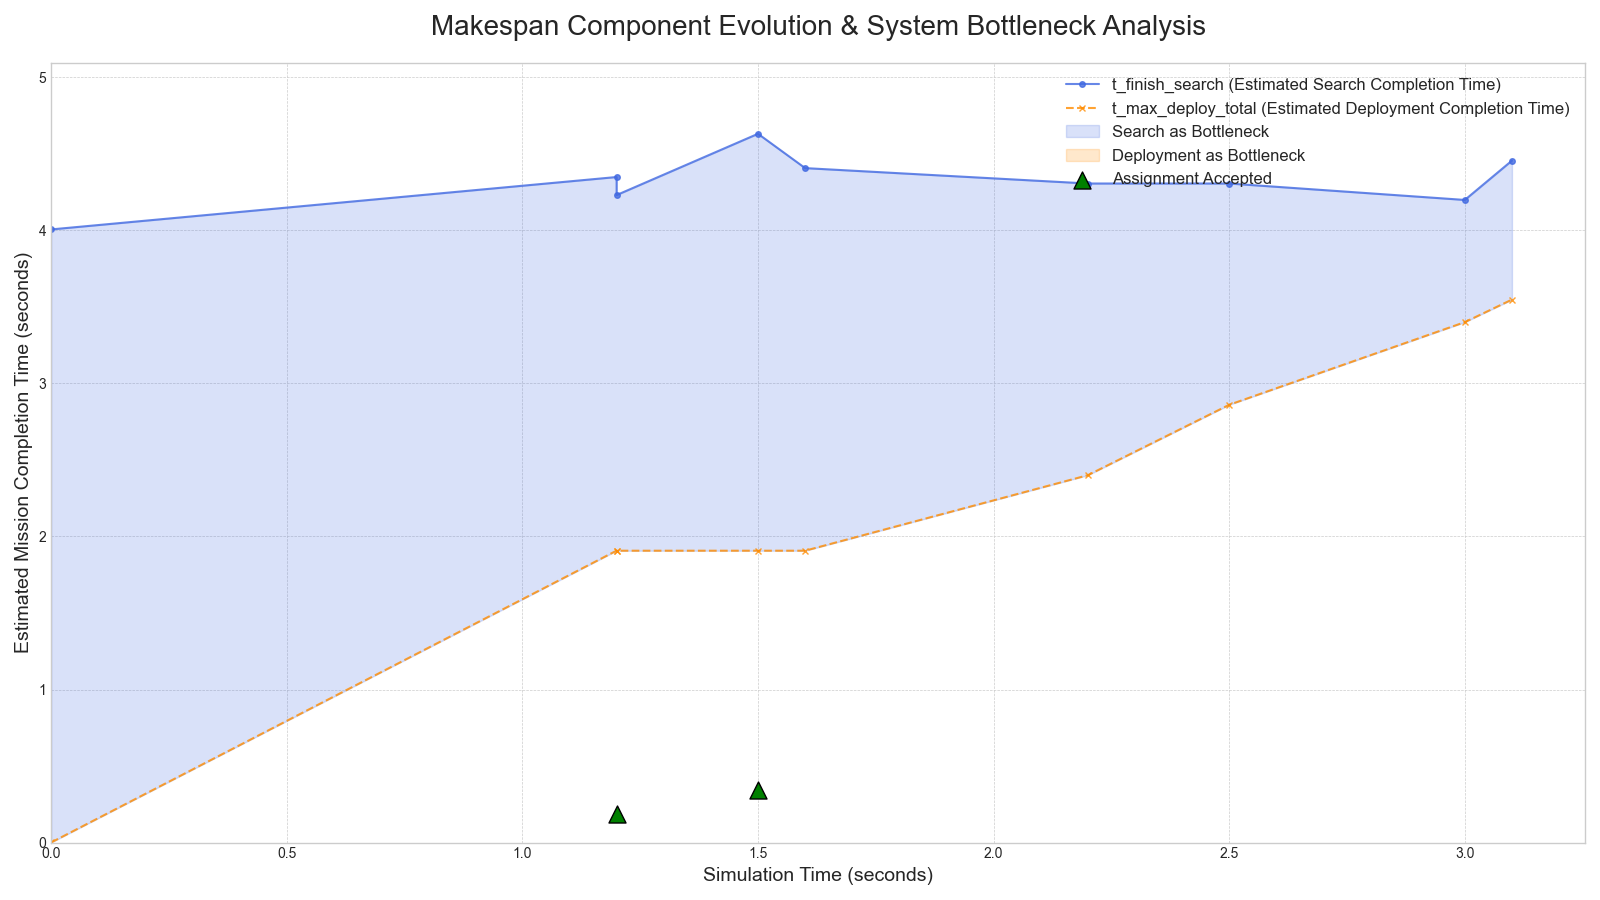 Makespan Component Evolution & System Bottleneck Analysis
t_finish_search (Estimated Search Completion Time)
t_max_deploy_total (Estimated Deployment Completion Time)
Search as Bottleneck
Deployment as Bottleneck
Assignment Accepted
Estimated Mission Completion Time (seconds)
5
4
3
2
1
0
0.0 0.5 1.0 1.5 2.0 2.5 3.0
Simulation Time (seconds)